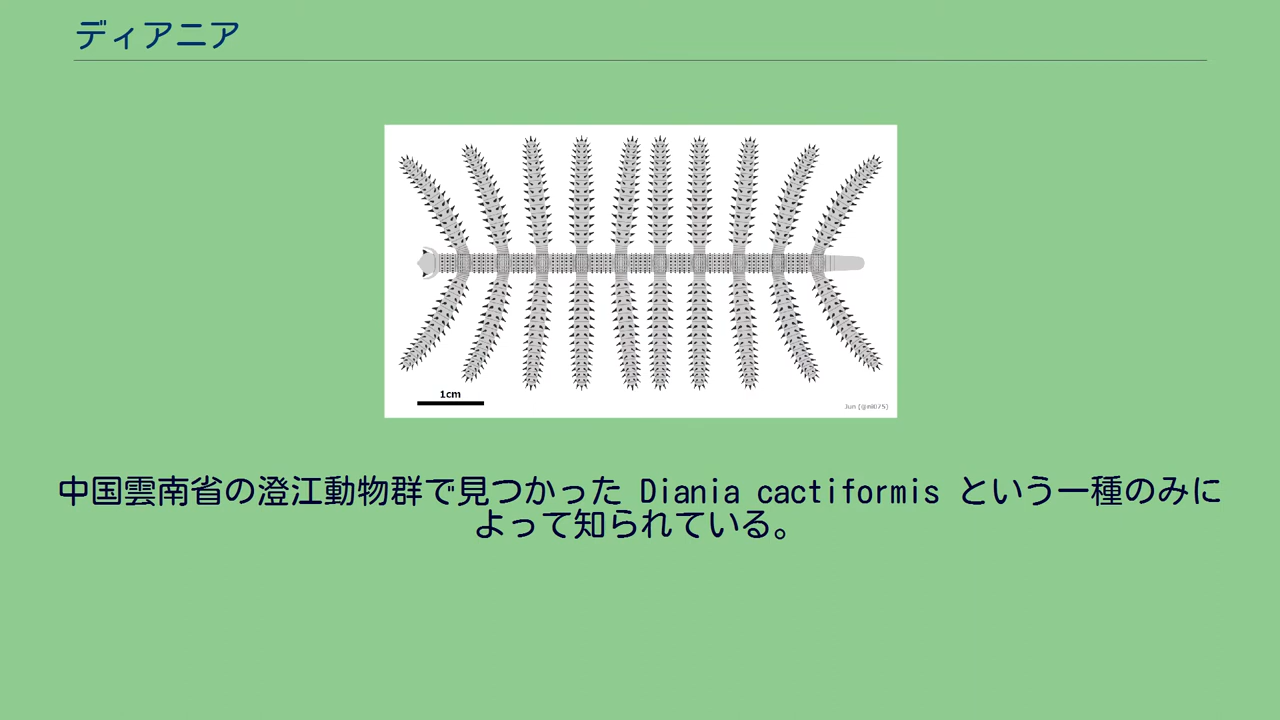 ディアニア
1cm
Jun (@ni075)
中国雲南省の澄江動物群で見つかった Diania cactiformis という一種のみに
よって知られている。